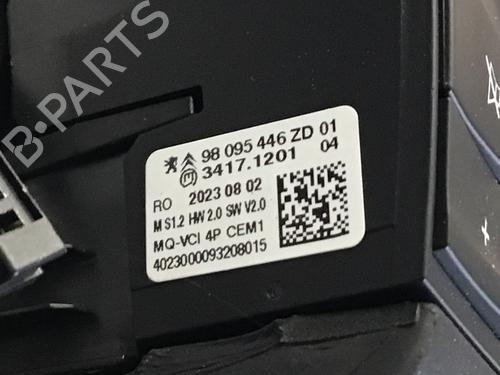 B-PARTS
98 095 446 ZD 01
3417.1201 04
RO 2023 08 02
M S1.2 HW 2.0 SW V2.0
MQ-VCI 4P CEM1
4023000093208015